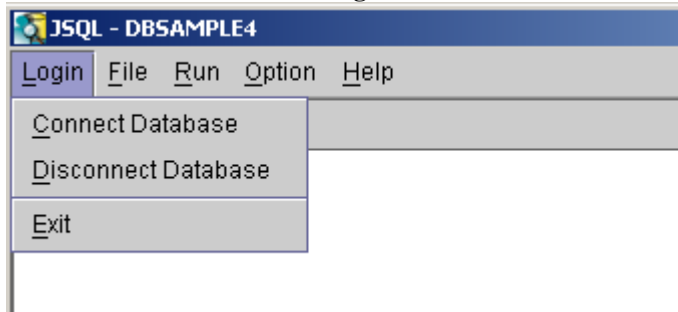 JSQL - DBSAMPLE4
Login File Run Option Help
Connect Database
Disconnect Database
Exit